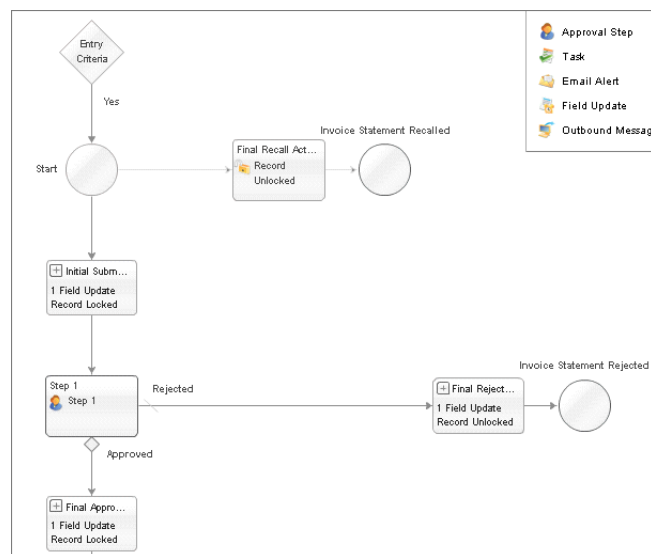 Entry
Criteria
Approval Step
Task
Email Alert
Field Update
Outbound Messag
Yes
Invoice Statement Recalled
Final Recall Act...
Record
Unlocked
Start
Initial Subm...
1 Field Update
Record Locked
Invoice Statement Rejected
Step 1
Step 1
Rejected
Final Reject...
1 Field Update
Record Unlocked
Approved
Final Appro...
1 Field Update
Record Locked